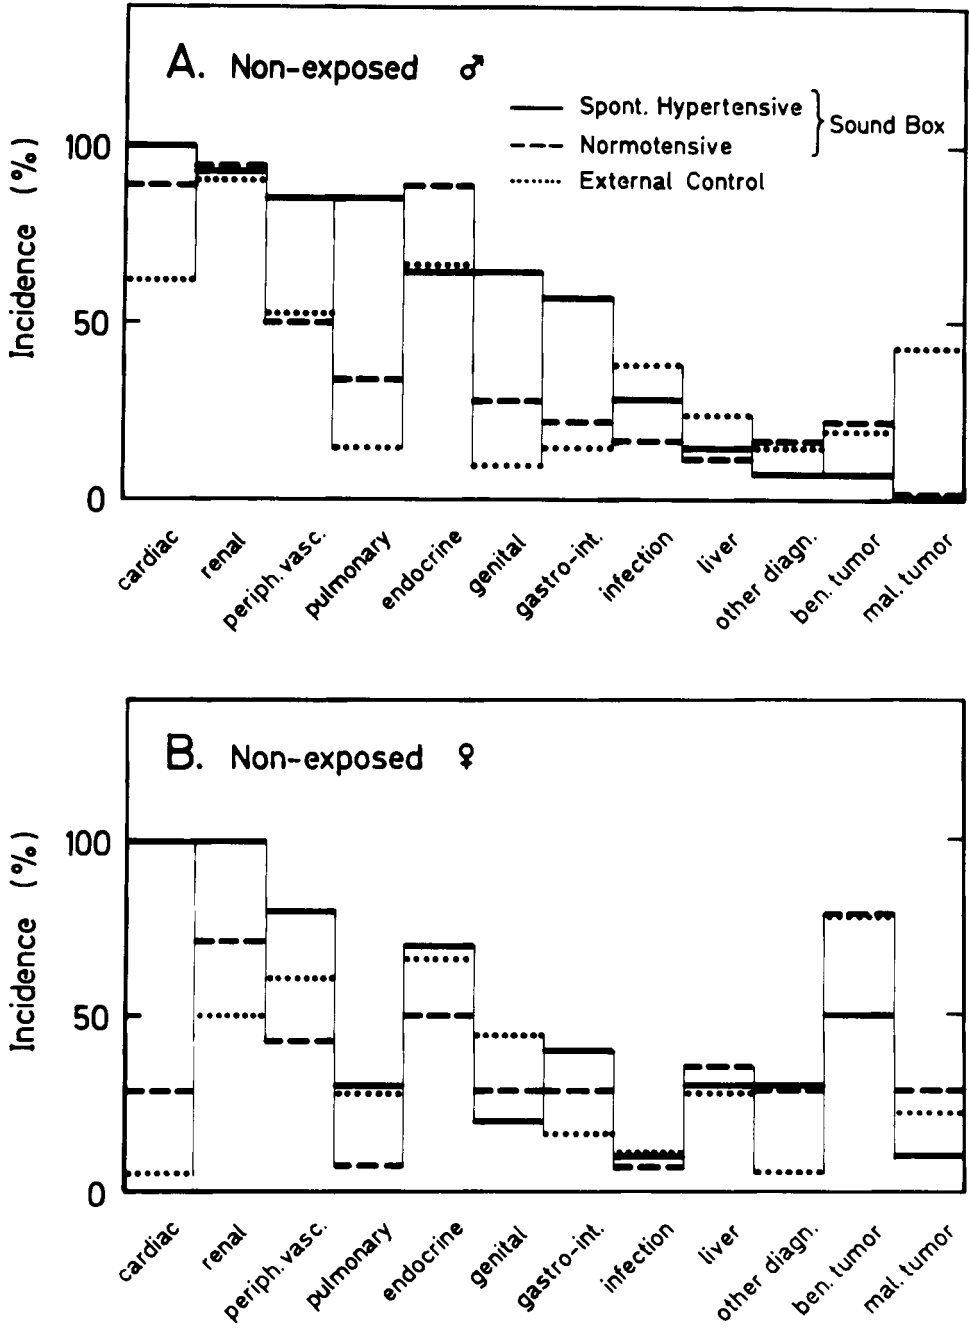 A. Non-exposed ♂
Spont. Hypertensive
Normotensive
Sound Box
External Control
Incidence (%)
100
50
0
cardiac
renal
periph. vasc.
pulmonary
endocrine
genital
gastro-int.
infection
liver
other diagn.
ben. tumor
mal. tumor
B. Non-exposed ♀
Incidence (%)
100
50
0
cardiac
renal
periph. vasc.
pulmonary
endocrine
genital
gastro-int.
infection
liver
other diagn.
ben. tumor
mal. tumor